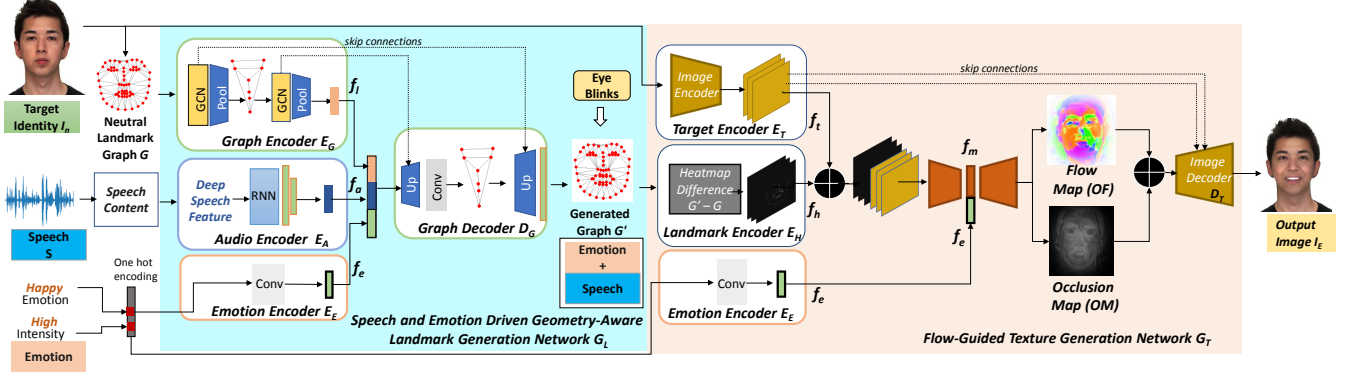 Target
Identity I_n
Neutral
Landmark
Graph G
Speech
Content
Speech
S
One hot
encoding
Happy
Emotion
High
Intensity
Emotion
skip connections
GCN
Pool
GCN
Pool
f_l
Graph Encoder E_G
Deep
Speech
Feature
RNN
f_a
Audio Encoder E_A
Conv
f_e
Emotion Encoder E_E
Up
Conv
Up
Graph Decoder D_G
Eye
Blinks
Generated
Graph G'
Emotion
+
Speech
Speech and Emotion Driven Geometry-Aware
Landmark Generation Network G_L
Image
Encoder
Target Encoder E_T
f_t
Heatmap
Difference
G' – G
f_h
Landmark Encoder E_H
Conv
f_e
Emotion Encoder E_E
skip connections
f_m
f_e
Flow
Map (OF)
Occlusion
Map (OM)
Image
Decoder
D_T
Output
Image I_E
Flow-Guided Texture Generation Network G_T